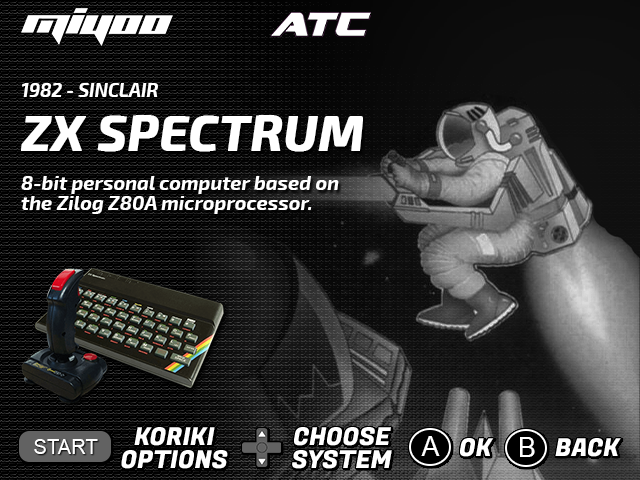 miyoo
ATC
1982 - SINCLAIR
ZX SPECTRUM
8-bit personal computer based on
the Zilog Z80A microprocessor.
START
KORIKI
OPTIONS
CHOOSE
SYSTEM
A OK
B BACK